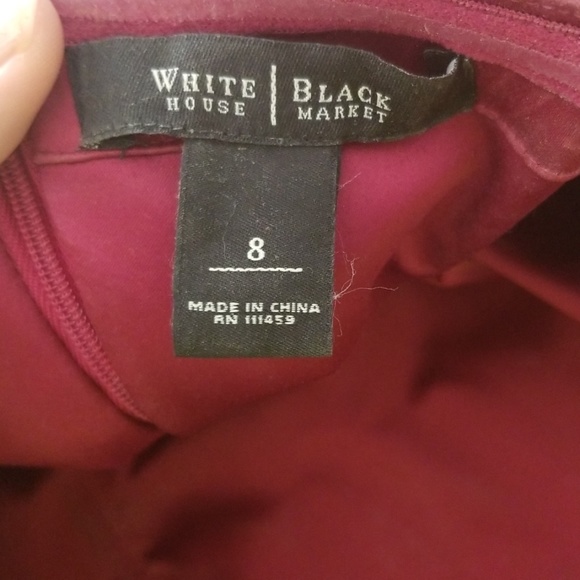 WHITE | BLACK
HOUSE MARKET
8
MADE IN CHINA
RN 111459